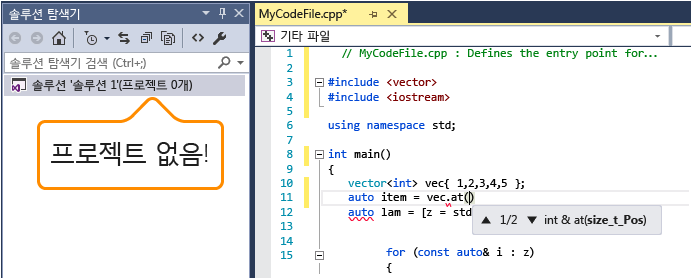 솔루션 탐색기
솔루션 탐색기 검색 (Ctrl+;)
솔루션 '솔루션 1'(프로젝트 0개)
프로젝트 없음!
MyCodeFile.cpp*
기타 파일
1 // MyCodeFile.cpp : Defines the entry point for...
2
3 #include <vector>
4 #include <iostream>
5
6 using namespace std;
7
8 int main()
9 {
10 vector<int> vec{ 1,2,3,4,5 };
11 auto item = vec.at()
12 auto lam = [z = std
1/2 int & at(size_t_Pos)
13
14
15 for (const auto& i : z)
{